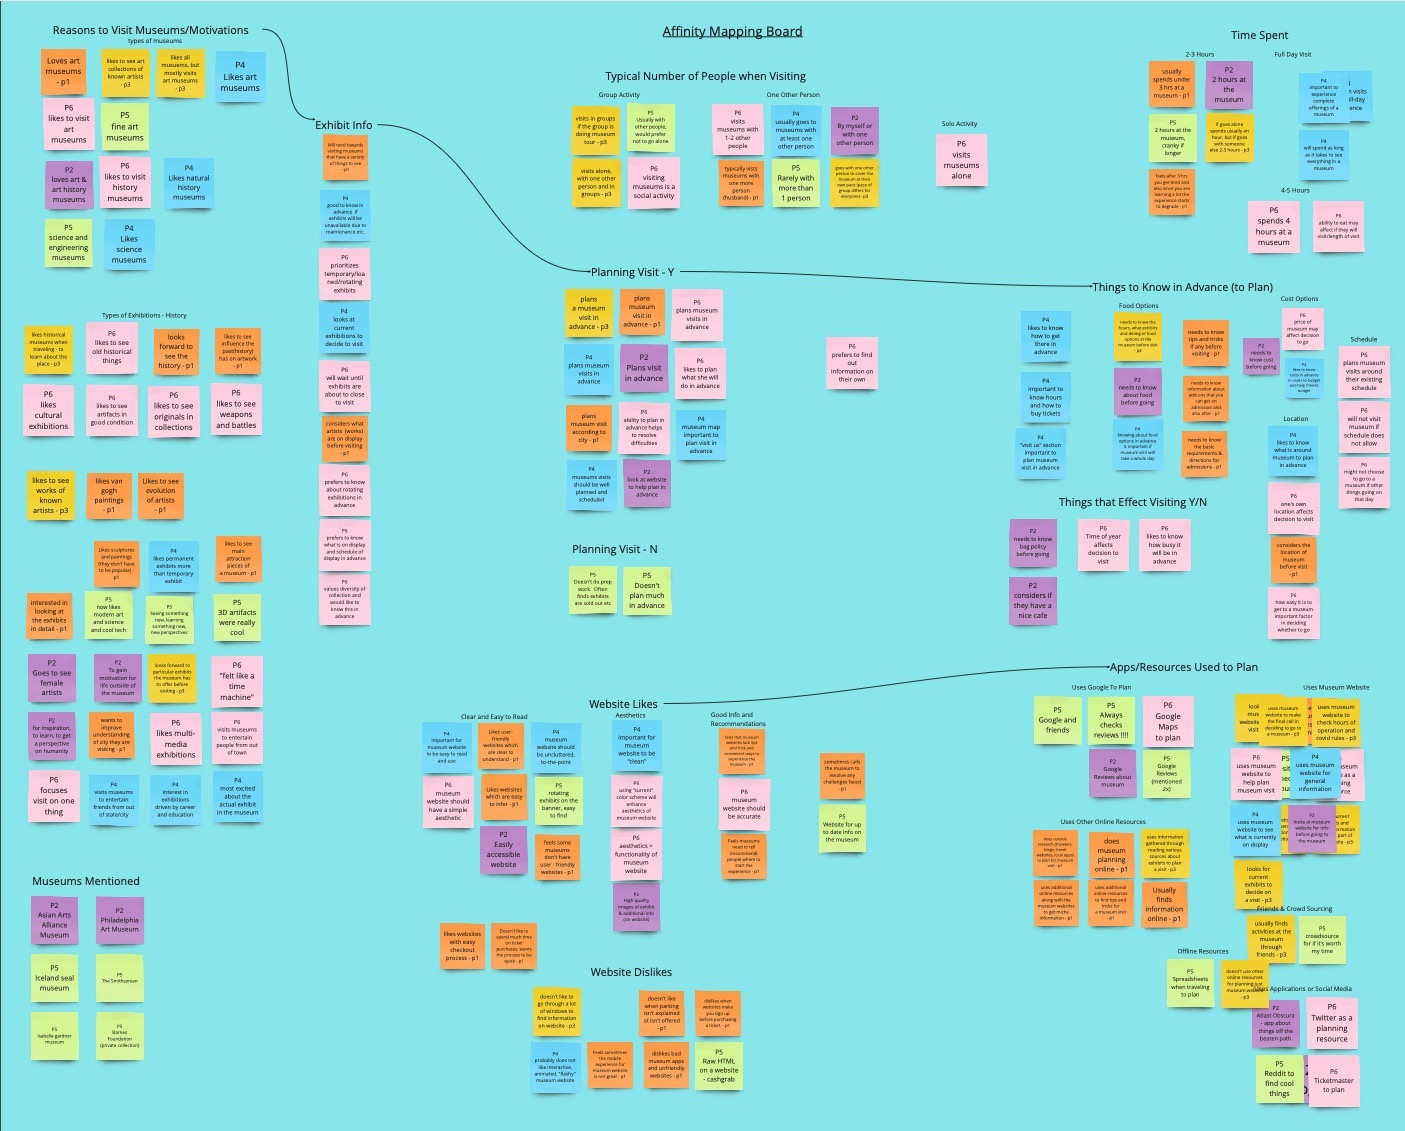 Affinity Mapping Board
Reasons to Visit Museums/Motivations
types of museums
Loves art
museums
- p1
likes to see art
collections of
known artists
- p3
likes all
musuems, but
mostly visits
art museums
- p3
P4
Likes art
museums
P6
likes to visit
art
museums
P5
fine art
museums
P2
loves art &
art history
museums
P6
likes to visit
history
museums
P4
Likes natural
history
museums
P5
science and
engineering
museums
P4
Likes
science
museums
Types of Exhibitions - History
likes historical
museums when
traveling - to
learn about the
place - p3
P6
likes to see
old historical
things
looks
forward to
see the
history - p1
likes to see
influence the
past(history)
has on artwork
- p1
P6
likes
cultural
exhibitions
P6
likes to see
artifacts in
good condition
P6
likes to see
originals in
collections
P6
likes to see
weapons
and battles
likes to see
works of
known
artists - p3
likes van
gogh
paintings
- p1
Likes to see
evolution
of artists
- p1
Likes sculptures
and paintings
(they don't have
to be popular) -
p1
P4
likes permanent
exhibits more
than temporary
exhibit
likes to see
main
attraction
pieces of
a museum - p1
interested in
looking at
the exhibits
in detail - p1
P5
now likes
modern art
and science
and cool tech
P5
Seeing something
new, learning
something new,
new perspectives
P5
3D artifacts
were really
cool
P2
Goes to see
female
artists
P2
To gain
motivation for
life outside of
the museum
looks forward to
particular exhibits
the museum has
to offer before
visiting - p3
P6
"felt like a
time
machine"
P2
for inspiration,
to learn, to get
a perspective
on humanity
wants to
improve
understanding
of city they are
visiting - p1
P6
likes multi-
media
exhibitions
P6
visits museums
to entertain
people from out
of town
P6
focuses
visit on one
thing
P4
visits museums
to entertain
friends from out
of state/city
P4
interest in
exhibitions
driven by career
and education
P4
most excited
about the
actual exhibit
in the museum
Museums Mentioned
P2
Asian Arts
Alliance
Museum
P2
Philadelphia
Art Museum
P5
Iceland seal
museum
P5
The Smithsonian
P5
Isabella gardner
museum
P5
Barnes
Foundation
(private collection)
Exhibit Info
Will tend towards
visiting museums
that have a variety
of things to see
- p1
P4
good to know in
advance if
exhibits will be
unavailable due to
maintenance etc.
P6
prioritizes
temporary/loa
ned/rotating
exhibits
P4
looks at
current
exhibitions to
decide to visit
P6
will wait until
exhibits are
about to close
to visit
considers what
artists (works)
are on display
before visiting
- p1
P6
prefers to know
about rotating
exhibitions in
advance
P6
prefer to know
what is on display
and schedule of
display in advance
P6
values diversity of
collection and
would like to
know this in
advance
Typical Number of People when Visiting
Group Activity
visits in groups
if the group is
doing museum
tour - p3
P5
Usually with
other people,
would prefer
not to go alone
visits alone,
with one other
person and in
groups - p3
P6
visiting
museums is a
social activity
One Other Person
P6
visits
museums with
1-2 other
people
P4
usually goes to
museums with
at least one
other person
P2
By myself or
with one
other person
typically visits
museums with
one more
person
(husband) - p1
P5
Rarely with
more than
1 person
goes with one other
person to cover the
museum at their
own pace (pace of
group differs for
everyone) - p3
Solo Activity
P6
visits
museums
alone
Planning Visit - Y
plans
a museum
visit in
advance - p3
plans
museum
visit in
advance - p1
P6
plans museum
visits in
advance
P4
plans museum
visits in
advance
P2
Plans visit
in advance
P6
likes to plan
what she will
do in advance
plans
museum visit
according to
city - p1
P6
ability to plan in
advance helps
to resolve
difficulties
P4
museum map
important to
plan visit in
advance
P4
museums visits
should be well
planned and
scheduled
P2
look at website
to help plan in
advance
P6
prefers to find
out
information on
their own
Planning Visit - N
P5
Doesn't do prep
work. Often
finds exhibits
are sold out etc
P5
Doesn't
plan much
in advance
Website Likes
Clear and Easy to Read
P4
important for
museum website
to be easy to read
and use
Likes user-
friendly
websites which
are clear to
understand - p1
P4
museum
website should
be uncluttered,
to-the-point
P6
museum
website should
have a simple
aesthetic
Likes websites
which are easy
to infer - p1
P5
rotating
exhibits on the
banner, easy
to find
P2
Easily
accessible
website
feels some
museums
don't have
user - friendly
websites - p1
Aesthetics
P4
important for
museum
website to be
"clean"
P6
using "current"
color scheme will
enhance
aesthetics of
museum website
P6
aesthetics >
functionality of
museum
website
P2
High quality
images of exhibit
& additional info
(on website)
Good Info and
Recommendations
Feels that museum
websites lack tips
and tricks and
convenient ways to
experience the
museum - p1
P6
museum
website should
be accurate
Feels museums
need to tell
(recommend)
people where to
start the
experience - p1
sometimes calls
the museum to
resolve any
challenges faced
- p1
P5
Website for up
to date info on
the museum
likes websites
with easy
checkout
process - p1
Doesn't like to
spend much time
on ticket
purchases, wants
the process to be
quick - p1
Website Dislikes
doesn't like to
go through a lot
of windows to
find information
on website - p3
doesn't like
when parking
isn't explained
ot isn't offered
- p1
dislikes when
websites make
you sign up
before purchasing
a ticket. - p1
P4
probably does not
like interactive,
animated, "flashy"
museum website
Feels sometimes
the mobile
experience for
museum website
is not great - p1
dislikes bad
museum apps
and unfriendly
websites - p1
P5
Raw HTML
on a website
- cashgrab
Time Spent
2-3 Hours
usually
spends under
3 hrs at a
museum - p1
P2
2 hours at
the
museum
P5
2 hours at the
museum,
cranky if
longer
if goes alone
spends usually an
hour, but if goes
with someone
else 2-3 hours - p3
feels after 3 hrs
you get tired and
also since you are
learning a lot the
experience starts
to degrade - p1
Full Day Visit
P4
important to
experience
complete
offerings of a
museum
visits
P4
will spend as long
as it takes to see
everything in a
museum
4-5 Hours
P6
spends 4
hours at a
museum
P6
ability to eat may
affect if they will
visit/length of visit
Things to Know in Advance (to Plan)
P4
likes to know
how to get
there in
advance
P4
important to
know hours
and how to
buy tickets
P4
"visit us" section
important to
plan museum
visit in advance
Food Options
needs to know the
hours, what exhibits
and dining or food
options at the
museum before visit
- p3
P2
needs to know
about food
before going
P4
knowing about food
options in advance
is important if
museum visit will
take a whole day
needs to know
tips and tricks
if any before
visiting - p1
needs to know
information about
add-ons that you
can get on
admission and
also offer - p1
needs to know
the basic
requirements &
directions for
admissions - p1
Cost Options
P6
price of
museum may
affect decision
to go
P2
needs to
know cost
before going
P4
likes to know
costs in advance
in order to budget
and help friends
budget
Location
P4
likes to know
what is around
museum to plan
in advance
P6
one's own
location affects
decision to visit
considers the
location of
museum
before visit
- p1
P6
how easy it is to
get to a museum
important factor
in deciding
whether to go
Schedule
P6
plans museum
visits around
their existing
schedule
P6
will not visit
museum if
schedule does
not allow
P6
might not choose
to go to a
museum if other
things going on
that day
Things that Effect Visiting Y/N
P2
needs to know
bag policy
before going
P6
Time of year
affects
decision to
visit
P6
likes to know
how busy it
will be in
advance
P2
considers if
they have a
nice cafe
Apps/Resources Used to Plan
Uses Google To Plan
P5
Google and
friends
P5
Always
checks
reviews !!!!
P6
Google
Maps
to plan
P2
Google
Reviews about
museum
P5
Google
Reviews
(mentioned
2x)
Uses Museum Website
uses museum
website to make
the final call in
deciding to go to
a museum - p3
uses museum
website to
check hours of
operation and
covid rules - p3
P6
uses museum
website to
help plan
museum visit
P4
uses museum
website for
general
information
P4
uses museum
website to see
what is currently
on display
P2
looks at museum
website for info
before going to
the museum
looks for
current
exhibits to
decide on
a visit - p3
Uses Other Online Resources
does outside
research (travelers,
blogs, travel
websites, local apps)
to plan for museum
visit - p1
does
museum
planning
online - p1
uses information
gathered through
reading various
sources about
exhibits to plan
a visit - p3
uses additional
online resources
along with the
museum websites
to get niche
information - p1
uses additional
online resources
to find tips and
tricks for
a museum visit
- p1
Usually
finds
information
online - p1
Friends & Crowd Sourcing
usually finds
activities at the
museum
through
friends - p3
P5
crowdsource
for if it's worth
my time
Offline Resources
P5
Spreadsheets
when traveling
to plan
doesn't use other
online resources
for planning just
museum website
- p3
Uses Applications or Social Media
P2
Atlast Obscura
- app about
things off the
beaten path
P6
Twitter as a
planning
resource
P5
Reddit to
find cool
things
P6
Ticketmaster
to plan